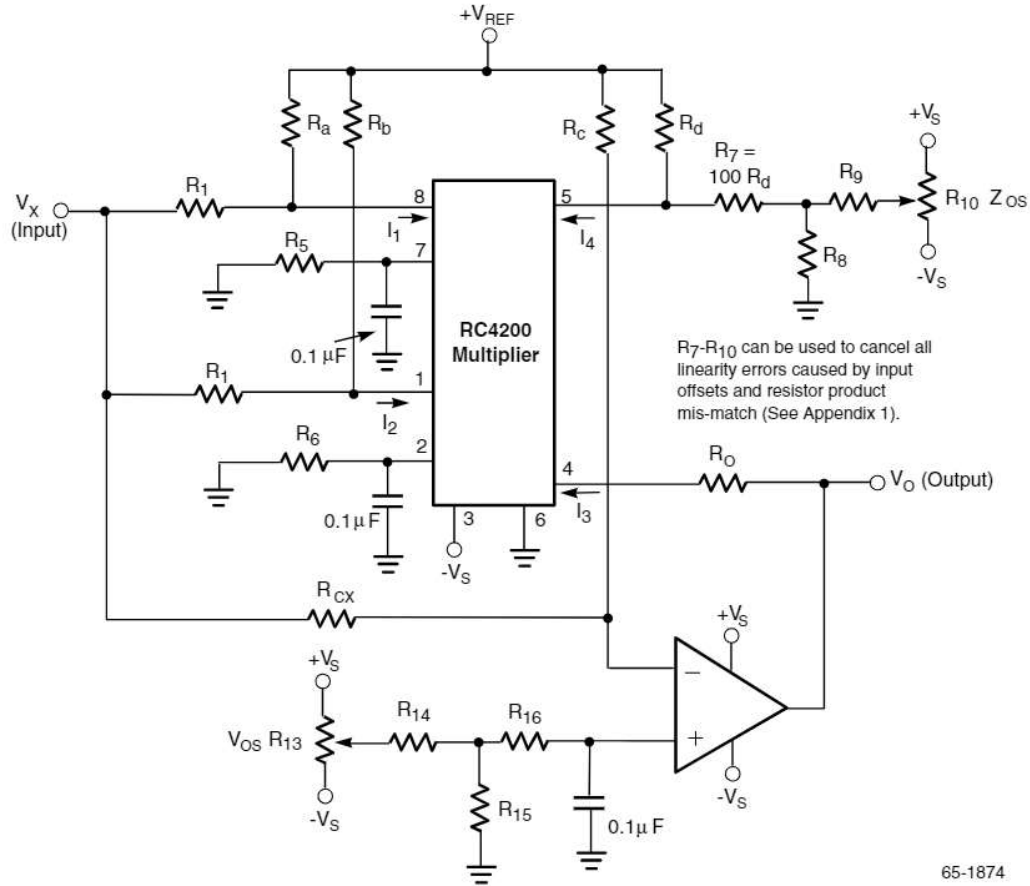 +VREF
Ra
Rb
Rc
Rd
R7 =
100 Rd
R9
+VS
R10 ZOS
-VS
R8
VX
(Input)
R1
8
I1
5
I4
R5
7
0.1 μF
RC4200
Multiplier
R7-R10 can be used to cancel all
linearity errors caused by input
offsets and resistor product
mis-match (See Appendix 1).
R1
1
I2
R6
2
0.1μF
3
-VS
6
4
I3
RO
VO (Output)
RCX
+VS
VOS R13
-VS
R14
R16
R15
0.1μ F
+VS
−
+
-VS
65-1874